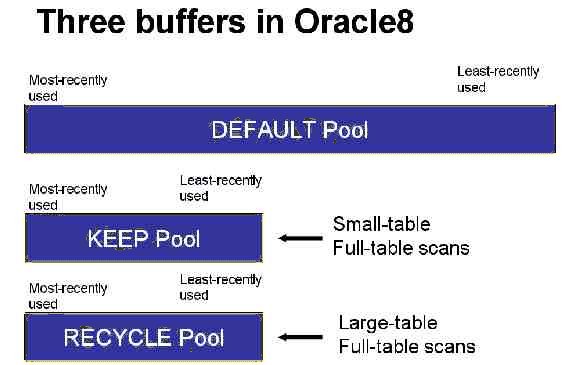 Three buffers in Oracle8
Most-recently
used
Least-recently
used
DEFAULT Pool
Most-recently
used
Least-recently
used
KEEP Pool
Small-table
Full-table scans
Most-recently
used
Least-recently
used
RECYCLE Pool
Large-table
Full-table scans